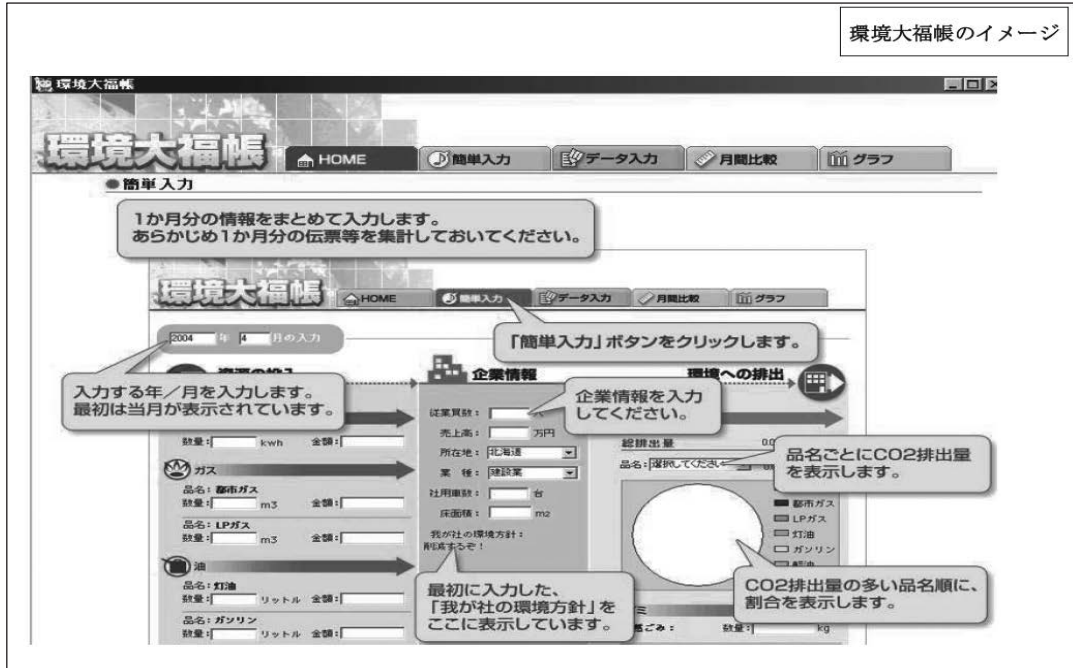 環境大福帳のイメージ
環境大福帳
環境大福帳
HOME
簡単入力
データ入力
月間比較
グラフ
●簡単入力
1か月分の情報をまとめて入力します。
あらかじめ1か月分の伝票等を集計しておいてください。
環境大福帳
HOME
簡単入力
データ入力
月間比較
グラフ
「簡単入力」ボタンをクリックします。
2004 年 4 月の入力
入力する年/月を入力します。
最初は当月が表示されています。
数量: kwh 金額:
ガス
品名:都市ガス
数量: m3 金額:
品名:LPガス
数量: m3 金額:
油
品名:灯油
数量: リットル 金額:
品名:ガソリン
数量: リットル 金額:
企業情報
企業情報を入力
してください。
従業員数:
売上高: 万円
所在地: 北海道
業 種: 建設業
社用車数: 台
床面積: m2
我が社の環境方針:
削減するぞ!
最初に入力した、
「我が社の環境方針」を
ここに表示しています。
環境への排出
総排出量
品名: 選択してください
品名ごとにCO2排出量
を表示します。
都市ガス
LPガス
灯油
ガソリン
CO2排出量の多い品名順に、
割合を表示します。
数量: kg